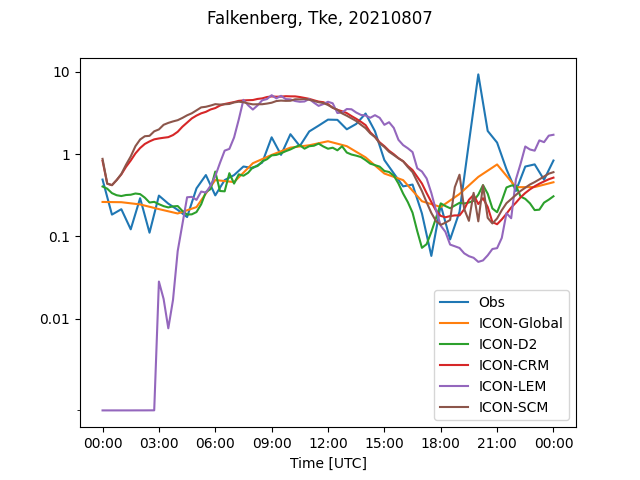 Falkenberg, Tke, 20210807
10
1
0.1
0.01
Obs
ICON-Global
ICON-D2
ICON-CRM
ICON-LEM
ICON-SCM
00:00 03:00 06:00 09:00 12:00 15:00 18:00 21:00 00:00
Time [UTC]